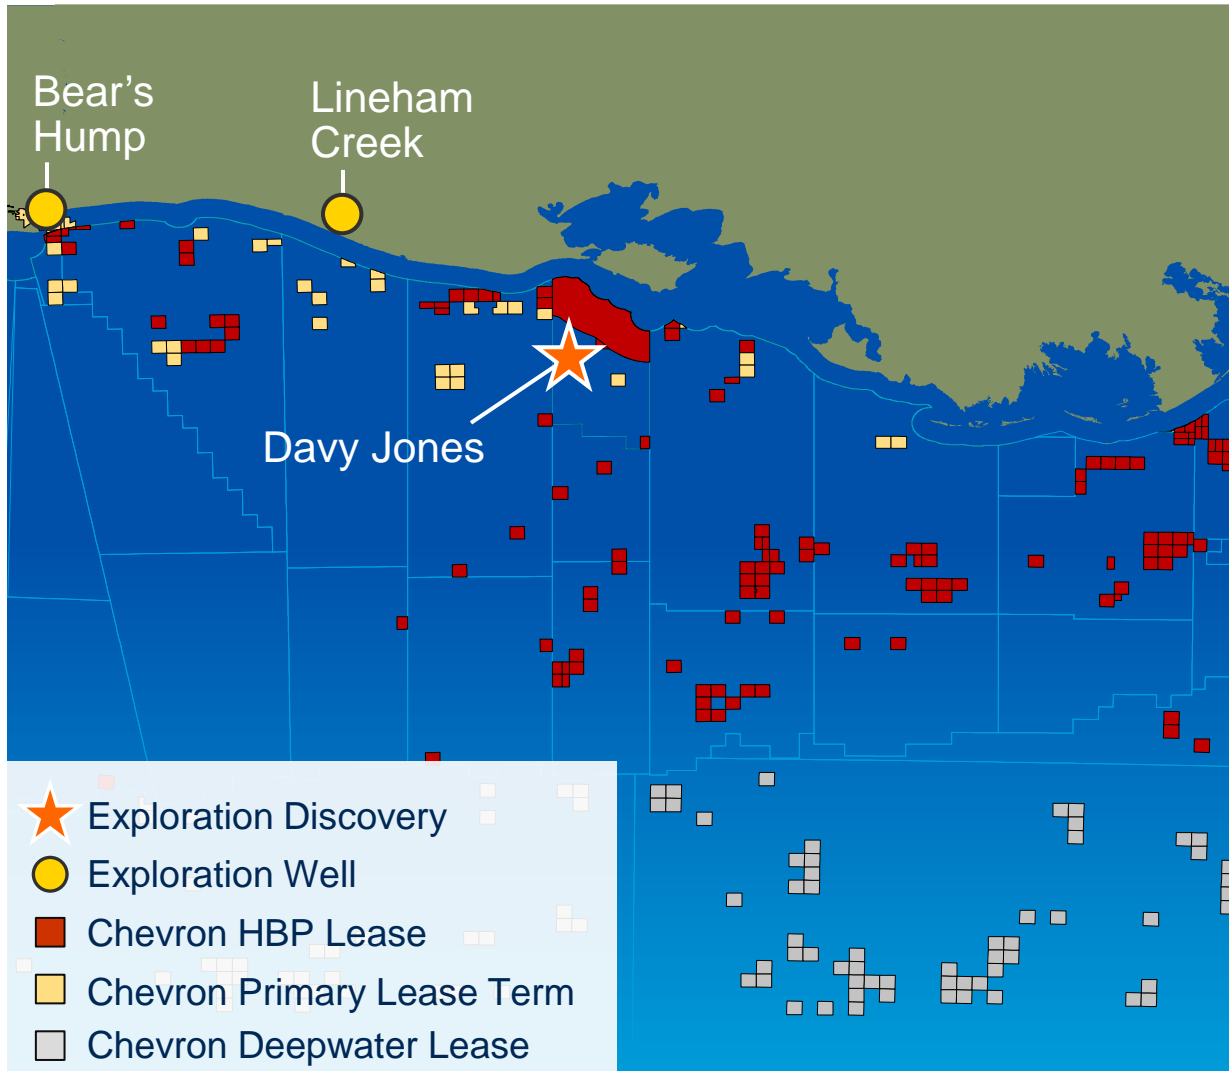 Bear’s
Hump
Lineham
Creek
Davy Jones
Exploration Discovery
Exploration Well
Chevron HBP Lease
Chevron Primary Lease Term
Chevron Deepwater Lease